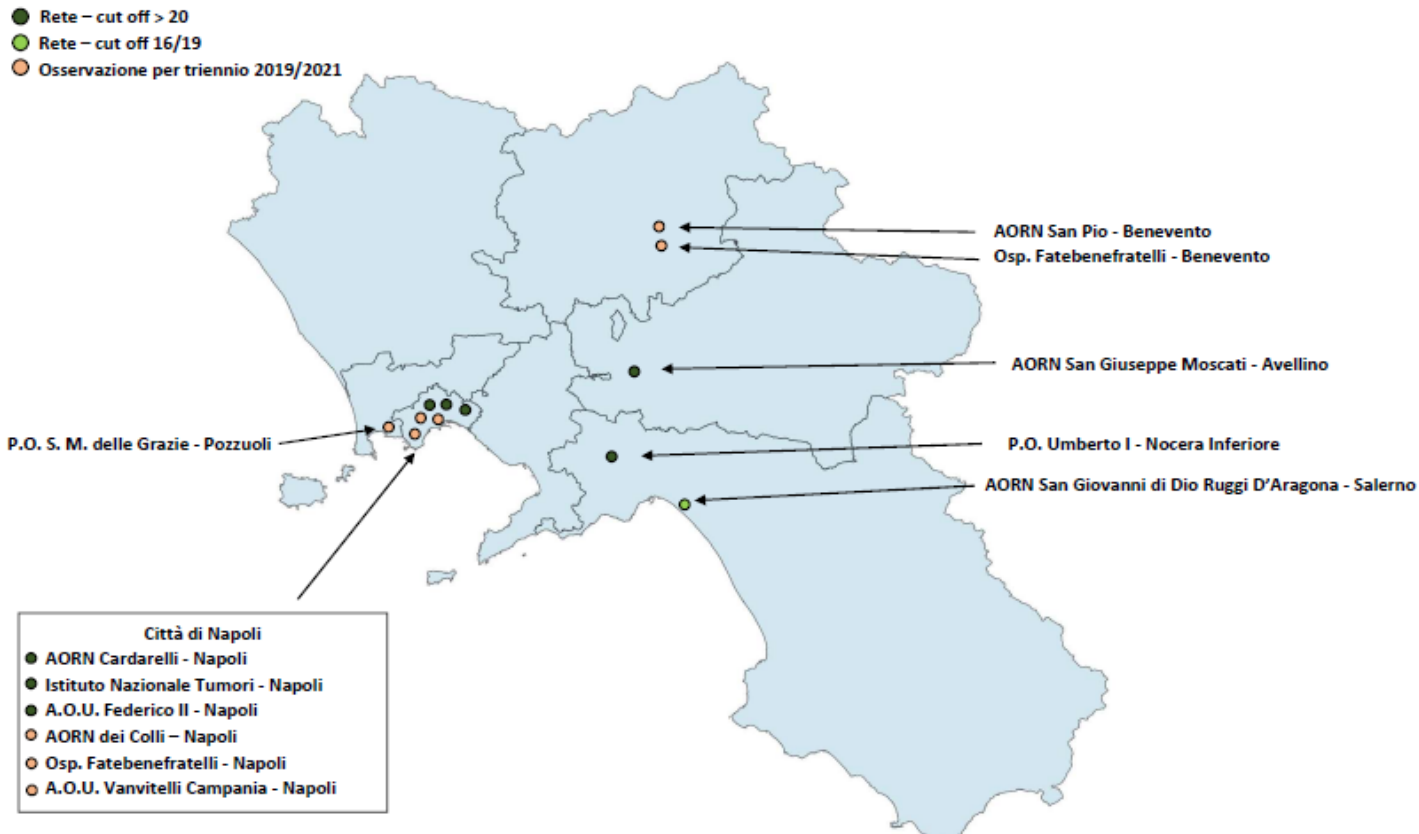 Rete – cut off > 20
Rete – cut off 16/19
Osservazione per triennio 2019/2021
AORN San Pio - Benevento
Osp. Fatebenefratelli - Benevento
AORN San Giuseppe Moscati - Avellino
P.O. S. M. delle Grazie - Pozzuoli
P.O. Umberto I - Nocera Inferiore
AORN San Giovanni di Dio Ruggi D'Aragona - Salerno
Città di Napoli
AORN Cardarelli - Napoli
Istituto Nazionale Tumori - Napoli
A.O.U. Federico II - Napoli
AORN dei Colli – Napoli
Osp. Fatebenefratelli - Napoli
A.O.U. Vanvitelli Campania - Napoli